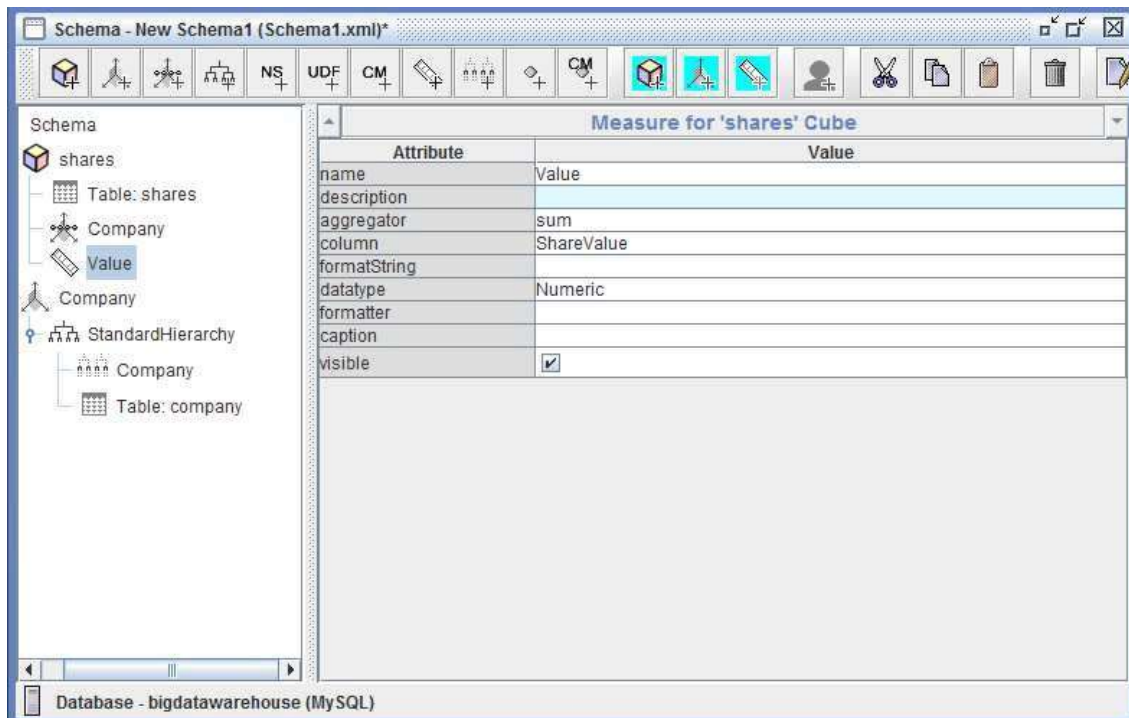 Schema - New Schema1 (Schema1.xml)*
NS UDF CM CM
Schema
shares
Table: shares
Company
Value
Company
StandardHierarchy
Company
Table: company
Measure for 'shares' Cube
Attribute Value
name Value
description
aggregator sum
column ShareValue
formatString
datatype Numeric
formatter
caption
visible
Database - bigdatawarehouse (MySQL)